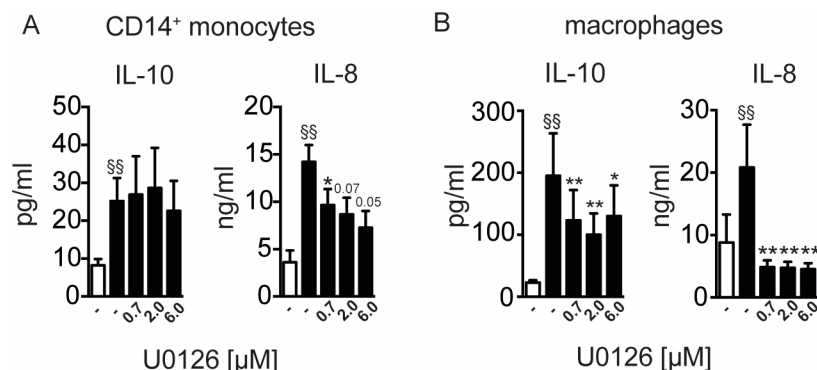 A CD14⁺ monocytes
IL-10
pg/ml
50
40
30
20
10
0
§§
- - 0.7 2.0 6.0
IL-8
ng/ml
20
15
10
5
0
§§
* 0.07 0.05
- - 0.7 2.0 6.0
U0126 [µM]
B macrophages
IL-10
pg/ml
300
200
100
0
§§
** ** *
- - 0.7 2.0 6.0
IL-8
ng/ml
30
20
10
0
§§
** ** **
- - 0.7 2.0 6.0
U0126 [µM]